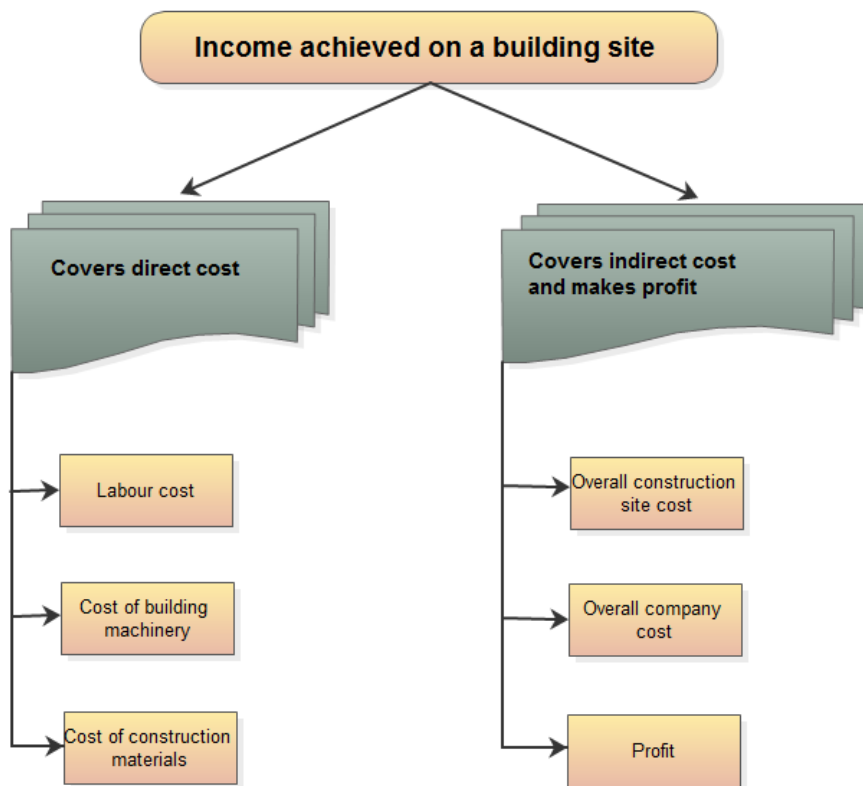 Income achieved on a building site
Covers direct cost
Covers indirect cost
and makes profit
Labour cost
Cost of building
machinery
Cost of construction
materials
Overall construction
site cost
Overall company
cost
Profit